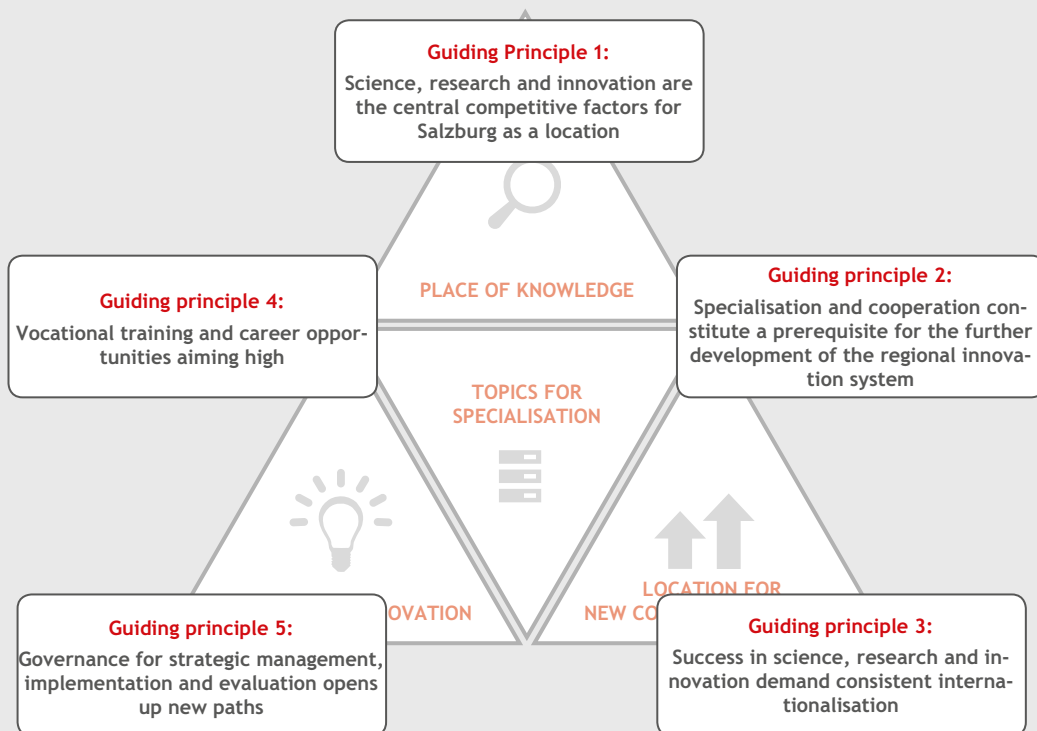 Guiding Principle 1:
Science, research and innovation are
the central competitive factors for
Salzburg as a location
PLACE OF KNOWLEDGE
Guiding principle 4:
Vocational training and career oppor-
tunities aiming high
Guiding principle 2:
Specialisation and cooperation con-
stitute a prerequisite for the further
development of the regional innova-
tion system
TOPICS FOR
SPECIALISATION
OVATION
LOCATION FOR
NEW CO
Guiding principle 5:
Governance for strategic management,
implementation and evaluation opens
up new paths
Guiding principle 3:
Success in science, research and in-
novation demand consistent interna-
tionalisation